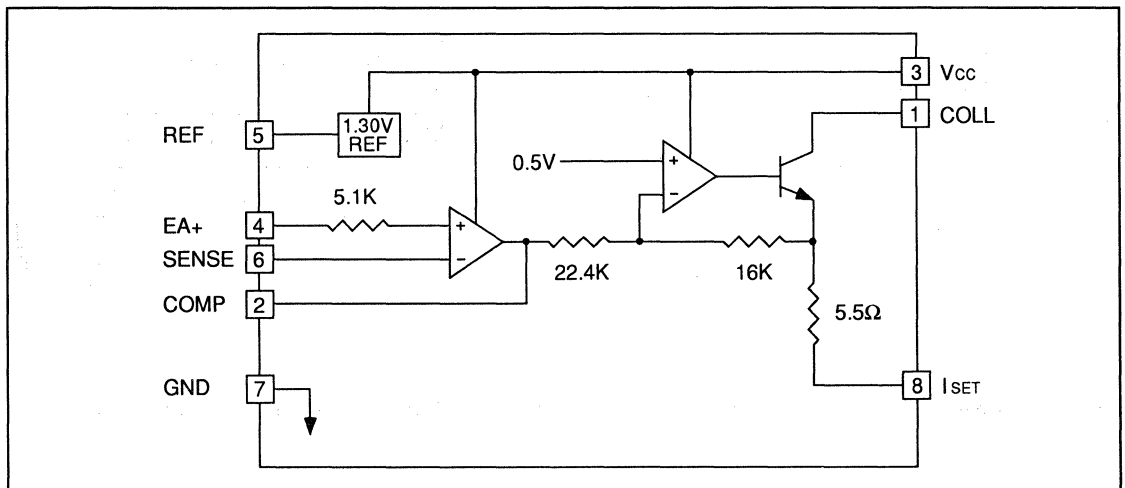 3 VCC
1 COLL
REF 5
1.30V
REF
0.5V
+
−
5.1K
EA+ 4
+
SENSE 6
−
22.4K
16K
COMP 2
5.5Ω
GND 7
8 ISET